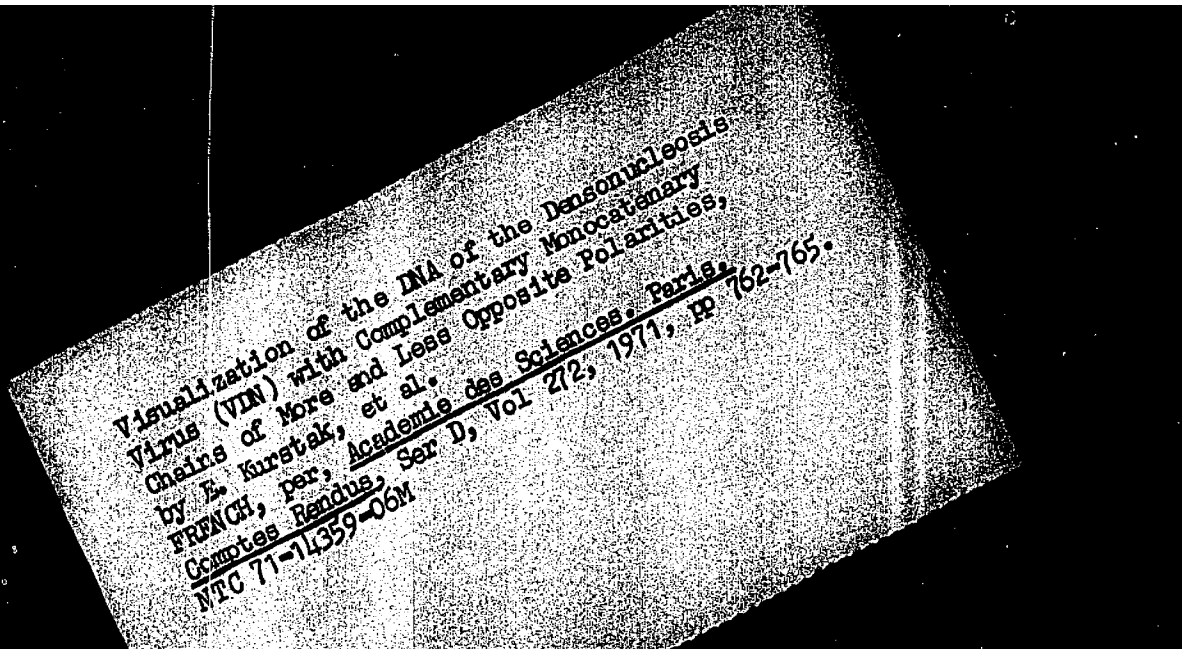 Visualization of the DNA of the Densonucleosis
Virus (VDN) with Complementary Monocatenary
Chains of More and Less Opposite Polarities,
by E. Kurstak, et al.
FRENCH, per, Academie des Sciences. Paris.
Comptes Rendus, Ser D, Vol 272, 1971, pp 762-765.
NTC 71-14359-06M